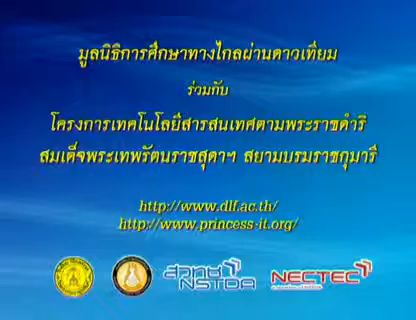 มูลนิธิการศึกษาทางไกลผ่านดาวเทียม
ร่วมกับ
โครงการเทคโนโลยีสารสนเทศตามพระราชดำริ
สมเด็จพระเทพรัตนราชสุดาฯ สยามบรมราชกุมารี
http://www.dlf.ac.th/
http://www.princess-it.org/
สวทช
NSTDA
NECTEC